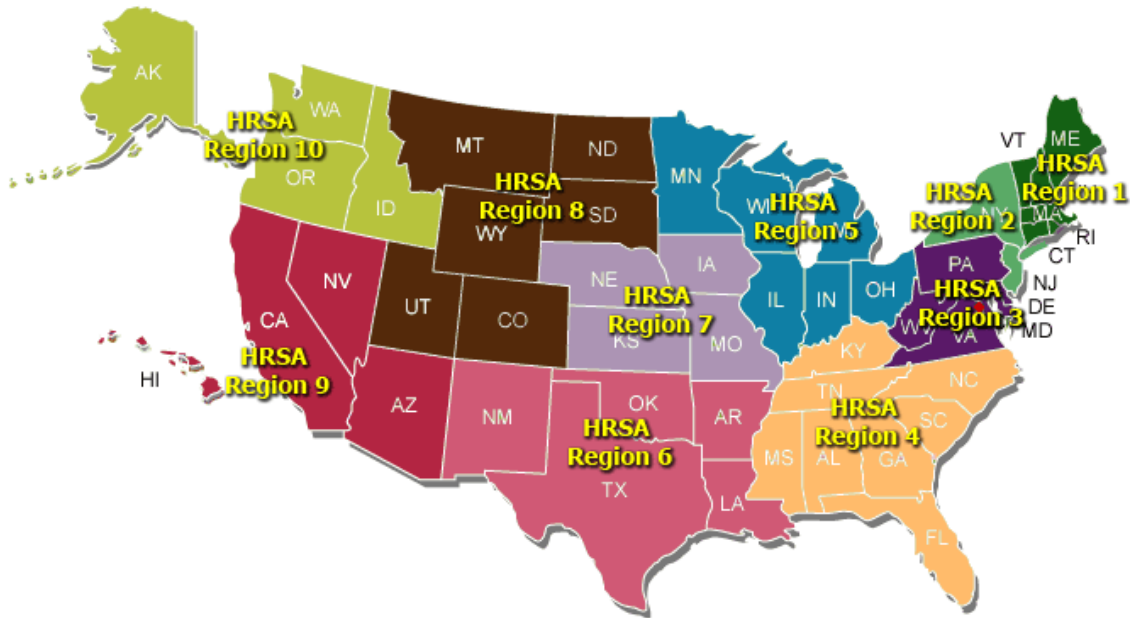 AK
WA
HRSA
Region 10
OR
ID
MT
ND
HRSA
Region 8
SD
WY
UT
CO
MN
WI
HRSA
Region 5
IL
IN
OH
NE
IA
HRSA
Region 7
KS
MO
NV
CA
HRSA
Region 9
HI
AZ
NM
OK
AR
HRSA
Region 6
TX
LA
KY
TN
NC
HRSA
Region 4
SC
MS
AL
GA
FL
VT
ME
HRSA
Region 1
HRSA
Region 2
NY
MA
RI
CT
PA
NJ
HRSA
Region 3
DE
MD
WV
VA